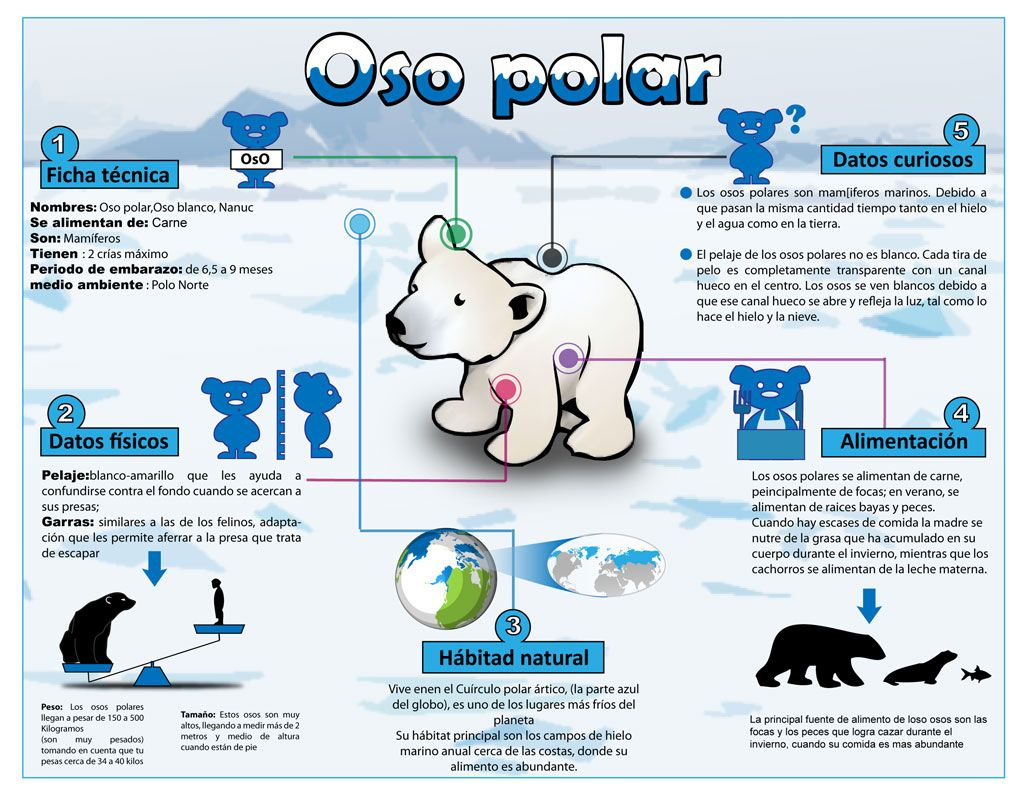 Oso polar
1
Ficha técnica
OsO
Nombres: Oso polar,Oso blanco, Nanuc
Se alimentan de: Carne
Son: Mamíferos
Tienen : 2 crías máximo
Periodo de embarazo: de 6,5 a 9 meses
medio ambiente : Polo Norte
2
Datos físicos
Pelaje:blanco-amarillo que les ayuda a
confundirse contra el fondo cuando se acercan a
sus presas;
Garras: similares a las de los felinos, adapta-
ción que les permite aferrar a la presa que trata
de escapar
Peso: Los osos polares
llegan a pesar de 150 a 500
Kilogramos
(son muy pesados)
tomando en cuenta que tu
pesas cerca de 34 a 40 kilos
Tamaño: Estos osos son muy
altos, llegando a medir más de 2
metros y medio de altura
cuando están de pie
3
Hábitad natural
Vive enen el Cuírculo polar ártico, (la parte azul
del globo), es uno de los lugares más fríos del
planeta
Su hábitat principal son los campos de hielo
marino anual cerca de las costas, donde su
alimento es abundante.
4
Alimentación
Los osos polares se alimentan de carne,
peincipalmente de focas; en verano, se
alimentan de raices bayas y peces.
Cuando hay escases de comida la madre se
nutre de la grasa que ha acumulado en su
cuerpo durante el invierno, mientras que los
cachorros se alimentan de la leche materna.
La principal fuente de alimento de loso osos son las
focas y los peces que logra cazar durante el
invierno, cuando su comida es mas abundante
5
?
Datos curiosos
Los osos polares son mam[iferos marinos. Debido a
que pasan la misma cantidad tiempo tanto en el hielo
y el agua como en la tierra.
El pelaje de los osos polares no es blanco. Cada tira de
pelo es completamente transparente con un canal
hueco en el centro. Los osos se ven blancos debido a
que ese canal hueco se abre y refleja la luz, tal como lo
hace el hielo y la nieve.